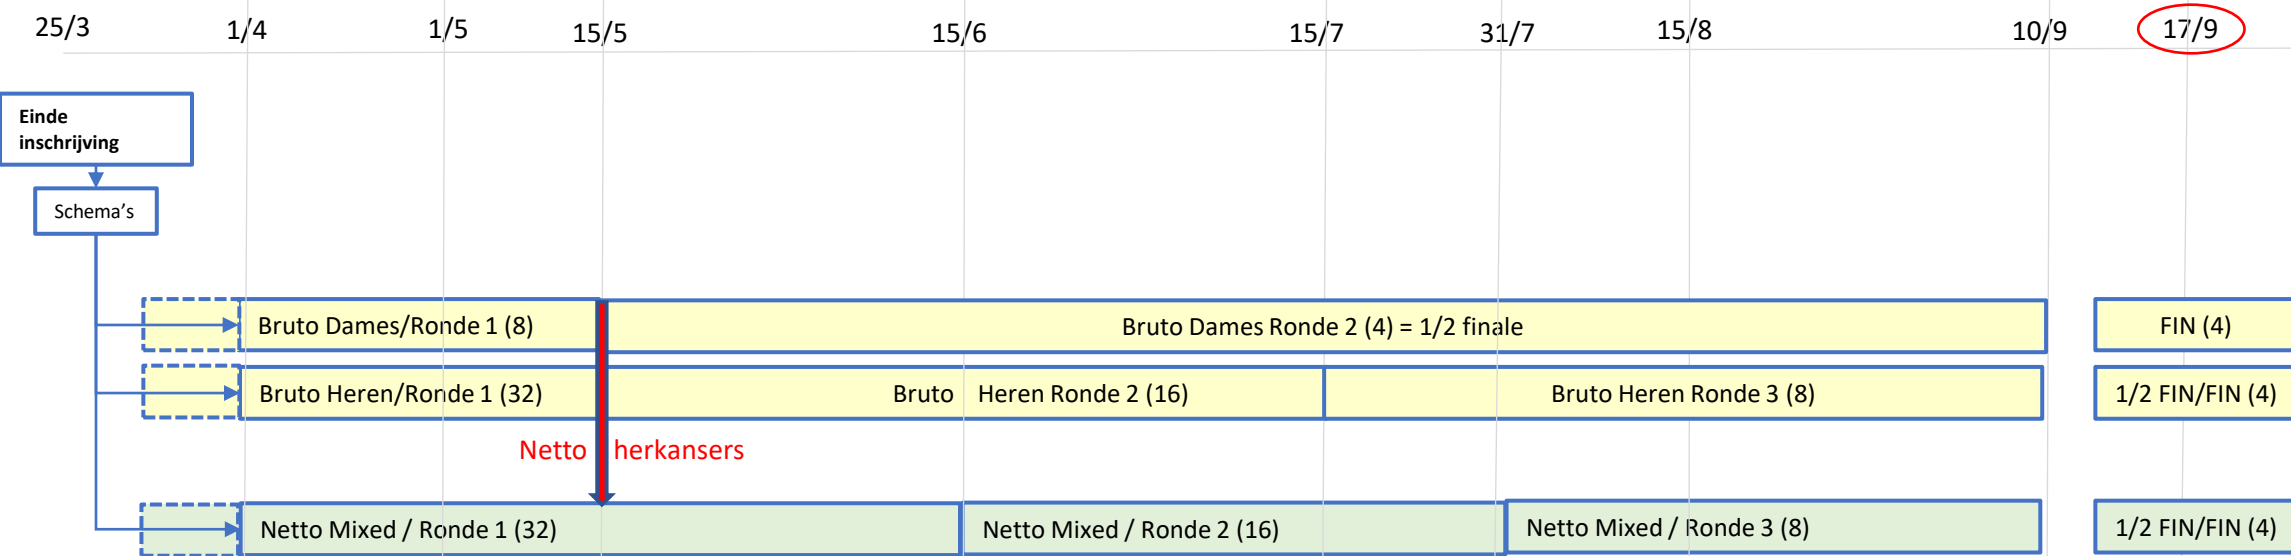 25/3 1/4 1/5 15/5 15/6 15/7 31/7 15/8 10/9 17/9
Einde
inschrijving
Schema's
Bruto Dames/Ronde 1 (8) Bruto Dames Ronde 2 (4) = 1/2 finale FIN (4)
Bruto Heren/Ronde 1 (32) Bruto Heren Ronde 2 (16) Bruto Heren Ronde 3 (8) 1/2 FIN/FIN (4)
Netto herkansers
Netto Mixed / Ronde 1 (32) Netto Mixed / Ronde 2 (16) Netto Mixed / Ronde 3 (8) 1/2 FIN/FIN (4)